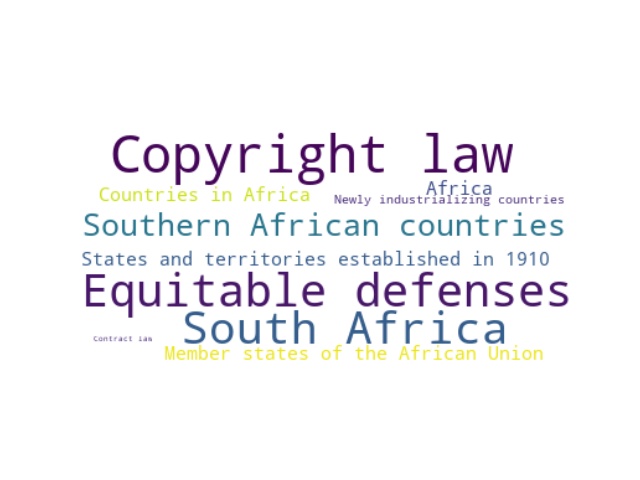 Copyright law
Africa
Countries in Africa
Newly industrializing countries
Southern African countries
States and territories established in 1910
Equitable defenses
South Africa
Contract law
Member states of the African Union